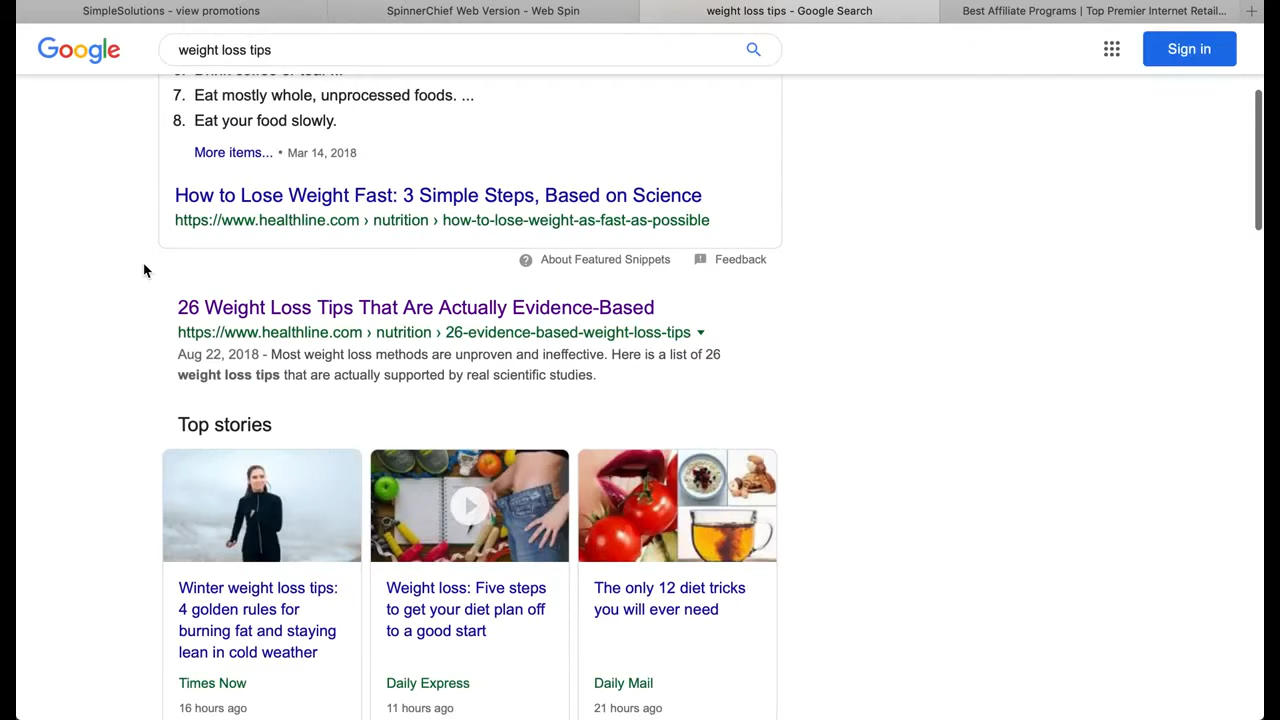 SimpleSolutions - view promotions
SpinnerChief Web Version - Web Spin
weight loss tips - Google Search
Best Affiliate Programs | Top Premier Internet Retail...
Google
weight loss tips
Sign in
7. Eat mostly whole, unprocessed foods. ...
8. Eat your food slowly.
More items... • Mar 14, 2018
How to Lose Weight Fast: 3 Simple Steps, Based on Science
https://www.healthline.com › nutrition › how-to-lose-weight-as-fast-as-possible
About Featured Snippets
Feedback
26 Weight Loss Tips That Are Actually Evidence-Based
https://www.healthline.com › nutrition › 26-evidence-based-weight-loss-tips
Aug 22, 2018 - Most weight loss methods are unproven and ineffective. Here is a list of 26
weight loss tips that are actually supported by real scientific studies.
Top stories
Winter weight loss tips:
4 golden rules for
burning fat and staying
lean in cold weather
Times Now
16 hours ago
Weight loss: Five steps
to get your diet plan off
to a good start
Daily Express
11 hours ago
The only 12 diet tricks
you will ever need
Daily Mail
21 hours ago